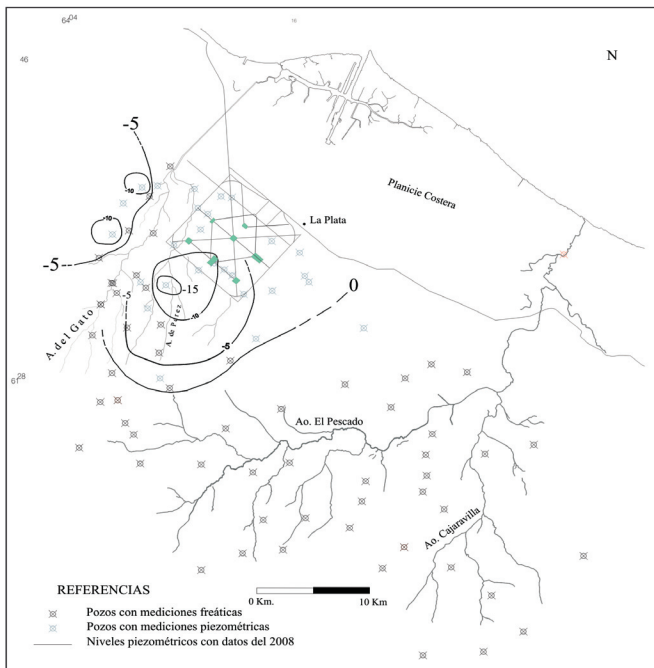 64 04
16
46
N
-5
-10
Planicie Costera
La Plata
-10
-5
-15
0
-5
-10
A. del Gato
A. de Perez
-5
61 28
Ao. El Pescado
Ao. Cajaravilla
REFERENCIAS
Pozos con mediciones freáticas
Pozos con mediciones piezométricas
Niveles piezométricos con datos del 2008
0 Km. 10 Km